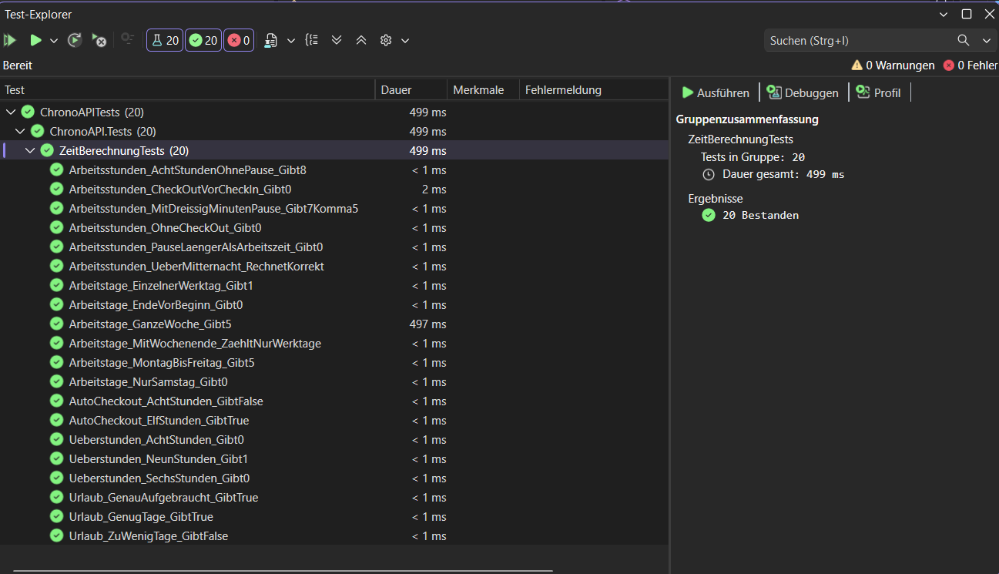 Test-Explorer
20 20 0
Suchen (Strg+I)
Bereit
0 Warnungen 0 Fehler
Test Dauer Merkmale Fehlermeldung
ChronoAPITests (20) 499 ms
ChronoAPI.Tests (20) 499 ms
ZeitBerechnungTests (20) 499 ms
Arbeitsstunden_AchtStundenOhnePause_Gibt8 < 1 ms
Arbeitsstunden_CheckOutVorCheckIn_Gibt0 2 ms
Arbeitsstunden_MitDreissigMinutenPause_Gibt7Komma5 < 1 ms
Arbeitsstunden_OhneCheckOut_Gibt0 < 1 ms
Arbeitsstunden_PauseLaengerAlsArbeitszeit_Gibt0 < 1 ms
Arbeitsstunden_UeberMitternacht_RechnetKorrekt < 1 ms
Arbeitstage_EinzelnerWerktag_Gibt1 < 1 ms
Arbeitstage_EndeVorBeginn_Gibt0 < 1 ms
Arbeitstage_GanzeWoche_Gibt5 497 ms
Arbeitstage_MitWochenende_ZaehltNurWerktage < 1 ms
Arbeitstage_MontagBisFreitag_Gibt5 < 1 ms
Arbeitstage_NurSamstag_Gibt0 < 1 ms
AutoCheckout_AchtStunden_GibtFalse < 1 ms
AutoCheckout_ElfStunden_GibtTrue < 1 ms
Ueberstunden_AchtStunden_Gibt0 < 1 ms
Ueberstunden_NeunStunden_Gibt1 < 1 ms
Ueberstunden_SechsStunden_Gibt0 < 1 ms
Urlaub_GenauAufgebraucht_GibtTrue < 1 ms
Urlaub_GenugTage_GibtTrue < 1 ms
Urlaub_ZuWenigTage_GibtFalse < 1 ms
Ausführen Debuggen Profil
Gruppenzusammenfassung
ZeitBerechnungTests
Tests in Gruppe: 20
Dauer gesamt: 499 ms
Ergebnisse
20 Bestanden